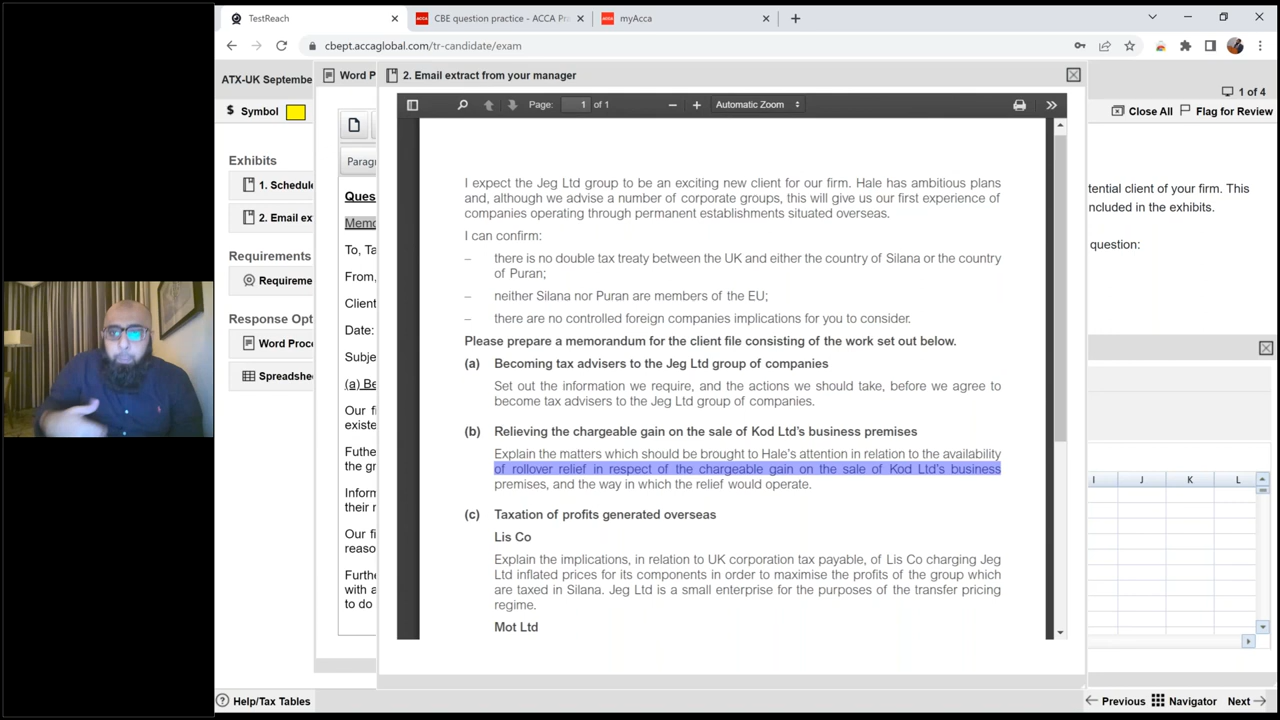 TestReach
CBE question practice - ACCA Pra
myAcca
cbept.accaglobal.com/tr-candidate/exam
ATX-UK Septembe
Word P
2. Email extract from your manager
1 of 4
$ Symbol
Page: 1 of 1
Automatic Zoom
Close All
Flag for Review
Exhibits
1. Schedule
2. Email ex
Requirements
Requireme
Response Opt
Word Proc
Spreadshe
Paragr
Ques
Memo
To, Ta
From,
Client
Date:
Subje
(a) Be
Our f
existe
Futhe
the gr
Inform
their r
Our fi
reaso
Furthe
with a
to do
I expect the Jeg Ltd group to be an exciting new client for our firm. Hale has ambitious plans
and, although we advise a number of corporate groups, this will give us our first experience of
companies operating through permanent establishments situated overseas.
I can confirm:
– there is no double tax treaty between the UK and either the country of Silana or the country
of Puran;
– neither Silana nor Puran are members of the EU;
– there are no controlled foreign companies implications for you to consider.
Please prepare a memorandum for the client file consisting of the work set out below.
(a) Becoming tax advisers to the Jeg Ltd group of companies
Set out the information we require, and the actions we should take, before we agree to
become tax advisers to the Jeg Ltd group of companies.
(b) Relieving the chargeable gain on the sale of Kod Ltd's business premises
Explain the matters which should be brought to Hale's attention in relation to the availability
of rollover relief in respect of the chargeable gain on the sale of Kod Ltd's business
premises, and the way in which the relief would operate.
(c) Taxation of profits generated overseas
Lis Co
Explain the implications, in relation to UK corporation tax payable, of Lis Co charging Jeg
Ltd inflated prices for its components in order to maximise the profits of the group which
are taxed in Silana. Jeg Ltd is a small enterprise for the purposes of the transfer pricing
regime.
Mot Ltd
tential client of your firm. This
ncluded in the exhibits.
question:
I J K L
Help/Tax Tables
Previous
Navigator
Next